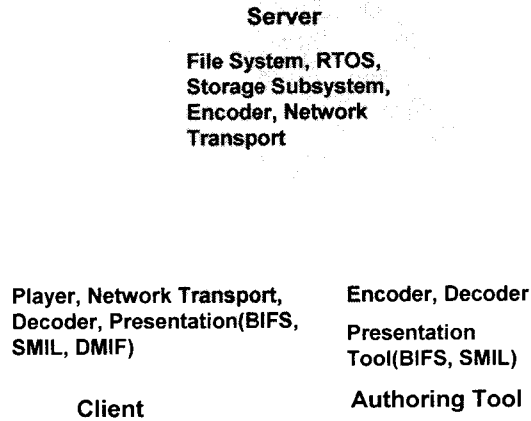 Server
File System, RTOS,
Storage Subsystem,
Encoder, Network
Transport
Player, Network Transport,
Decoder, Presentation(BIFS,
SMIL, DMIF)
Client
Encoder, Decoder
Presentation
Tool(BIFS, SMIL)
Authoring Tool